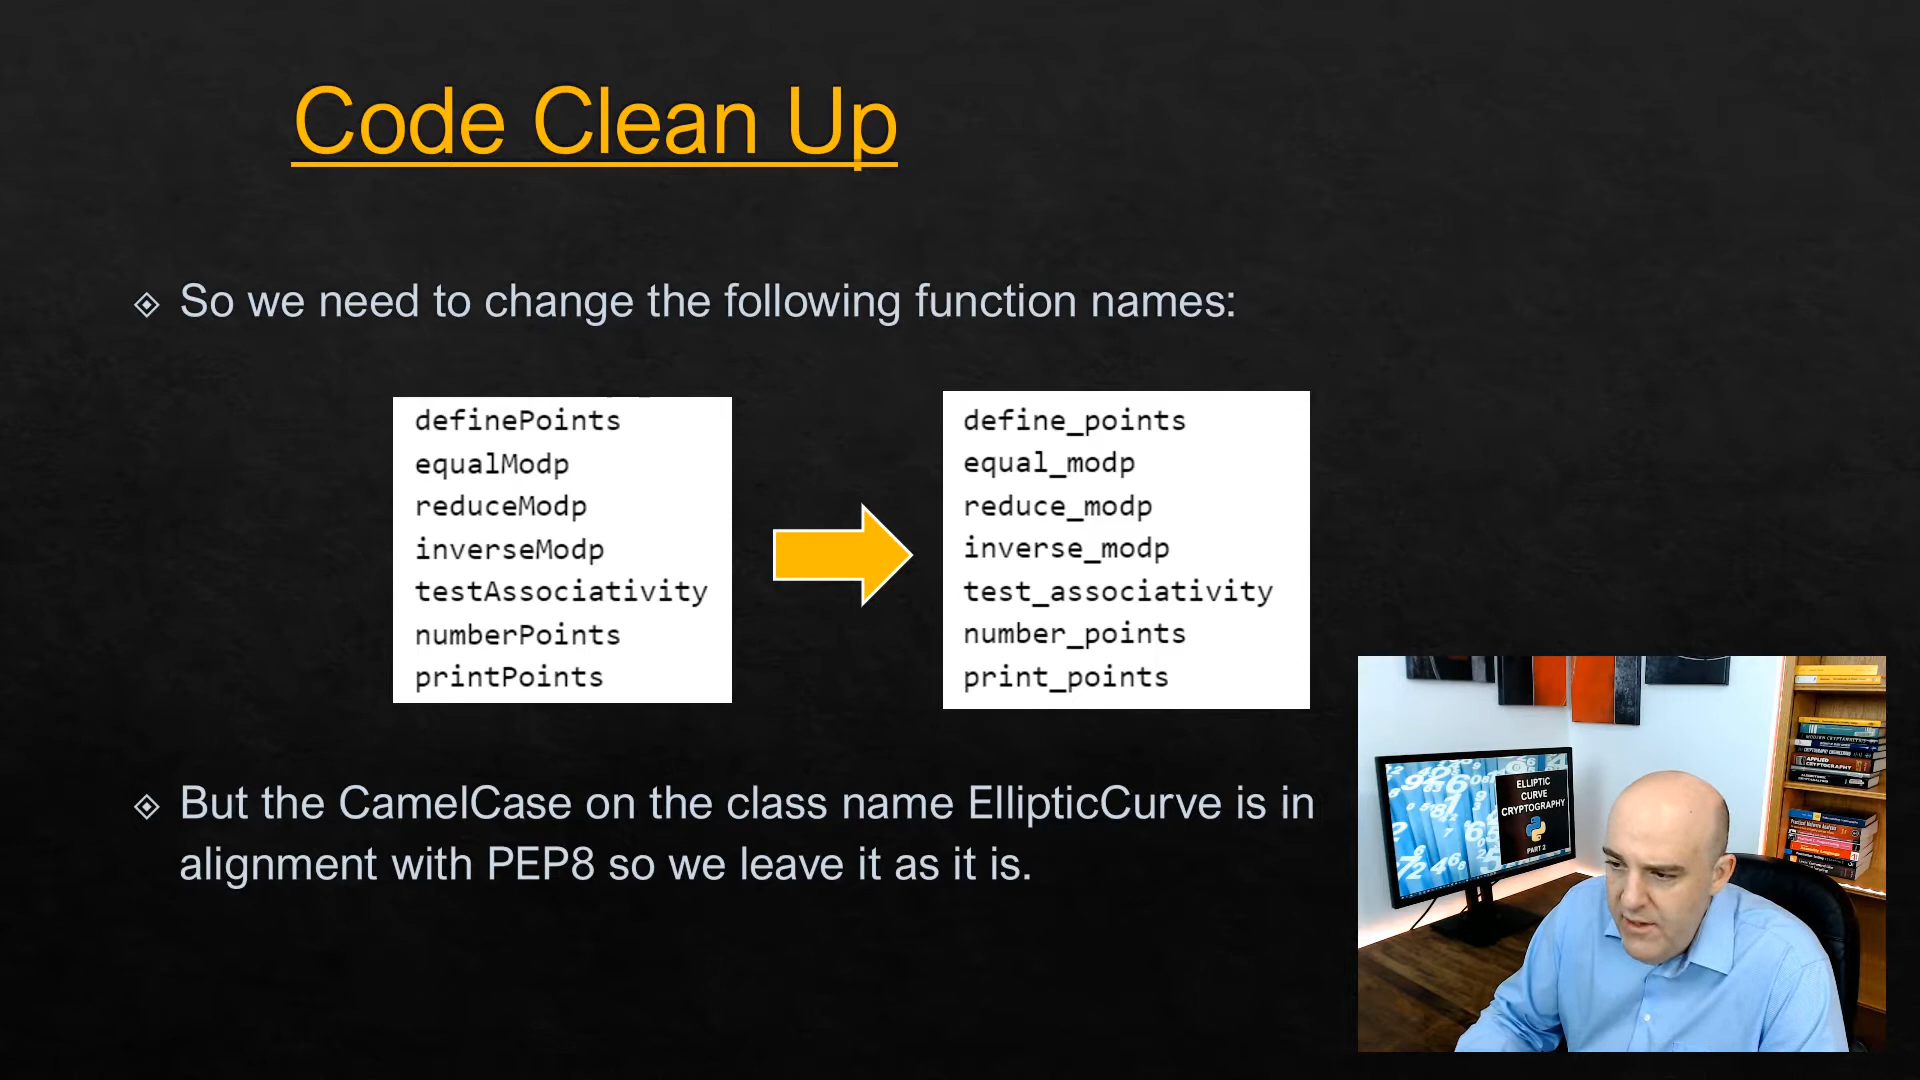 Code Clean Up
So we need to change the following function names:
definePoints
equalModp
reduceModp
inverseModp
testAssociativity
numberPoints
printPoints
define_points
equal_modp
reduce_modp
inverse_modp
test_associativity
number_points
print_points
But the CamelCase on the class name EllipticCurve is in
alignment with PEP8 so we leave it as it is.
ELLIPTIC
CURVE
CRYPTOGRAPHY
PART 2